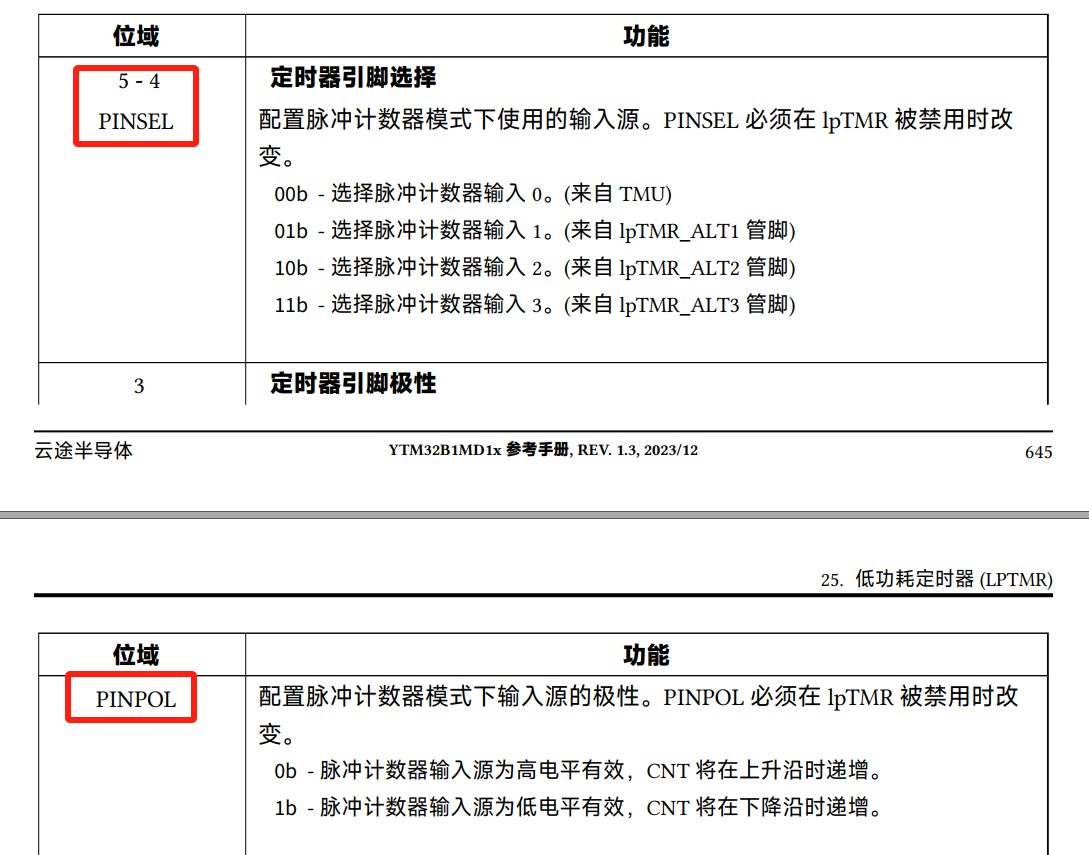 位域 功能
5 - 4 定时器引脚选择
PINSEL 配置脉冲计数器模式下使用的输入源。PINSEL 必须在 lpTMR 被禁用时改
变。
00b - 选择脉冲计数器输入 0。(来自 TMU)
01b - 选择脉冲计数器输入 1。(来自 lpTMR_ALT1 管脚)
10b - 选择脉冲计数器输入 2。(来自 lpTMR_ALT2 管脚)
11b - 选择脉冲计数器输入 3。(来自 lpTMR_ALT3 管脚)
3 定时器引脚极性
云途半导体 YTM32B1MD1x 参考手册, REV. 1.3, 2023/12 645
25. 低功耗定时器 (LPTMR)
位域 功能
PINPOL 配置脉冲计数器模式下输入源的极性。PINPOL 必须在 lpTMR 被禁用时改
变。
0b - 脉冲计数器输入源为高电平有效，CNT 将在上升沿时递增。
1b - 脉冲计数器输入源为低电平有效，CNT 将在下降沿时递增。